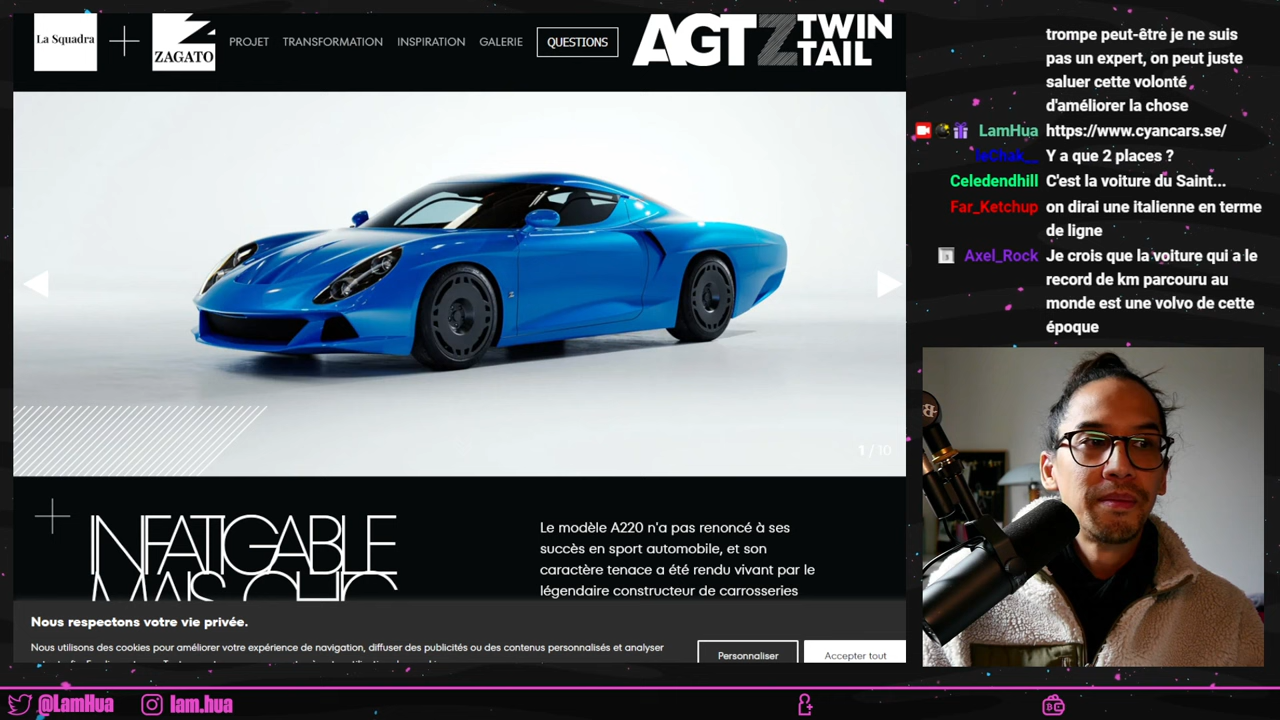 La Squadra
ZAGATO
PROJET TRANSFORMATION INSPIRATION GALERIE QUESTIONS
AGTZ TWIN
TAIL
1 / 10
INFATIGABLE
MAIS CHIC
Le modèle A220 n'a pas renoncé à ses
succès en sport automobile, et son
caractère tenace a été rendu vivant par le
légendaire constructeur de carrosseries
Nous respectons votre vie privée.
Nous utilisons des cookies pour améliorer votre expérience de navigation, diffuser des publicités ou des contenus personnalisés et analyser
Personnaliser
Accepter tout
trompe peut-être je ne suis
pas un expert, on peut juste
saluer cette volonté
d'améliorer la chose
LamHua https://www.cyancars.se/
leChak__ Y a que 2 places ?
Celedendhill C'est la voiture du Saint...
Far_Ketchup on dirai une italienne en terme
de ligne
Axel_Rock Je crois que la voiture qui a le
record de km parcouru au
monde est une volvo de cette
époque
@LamHua lam.hua